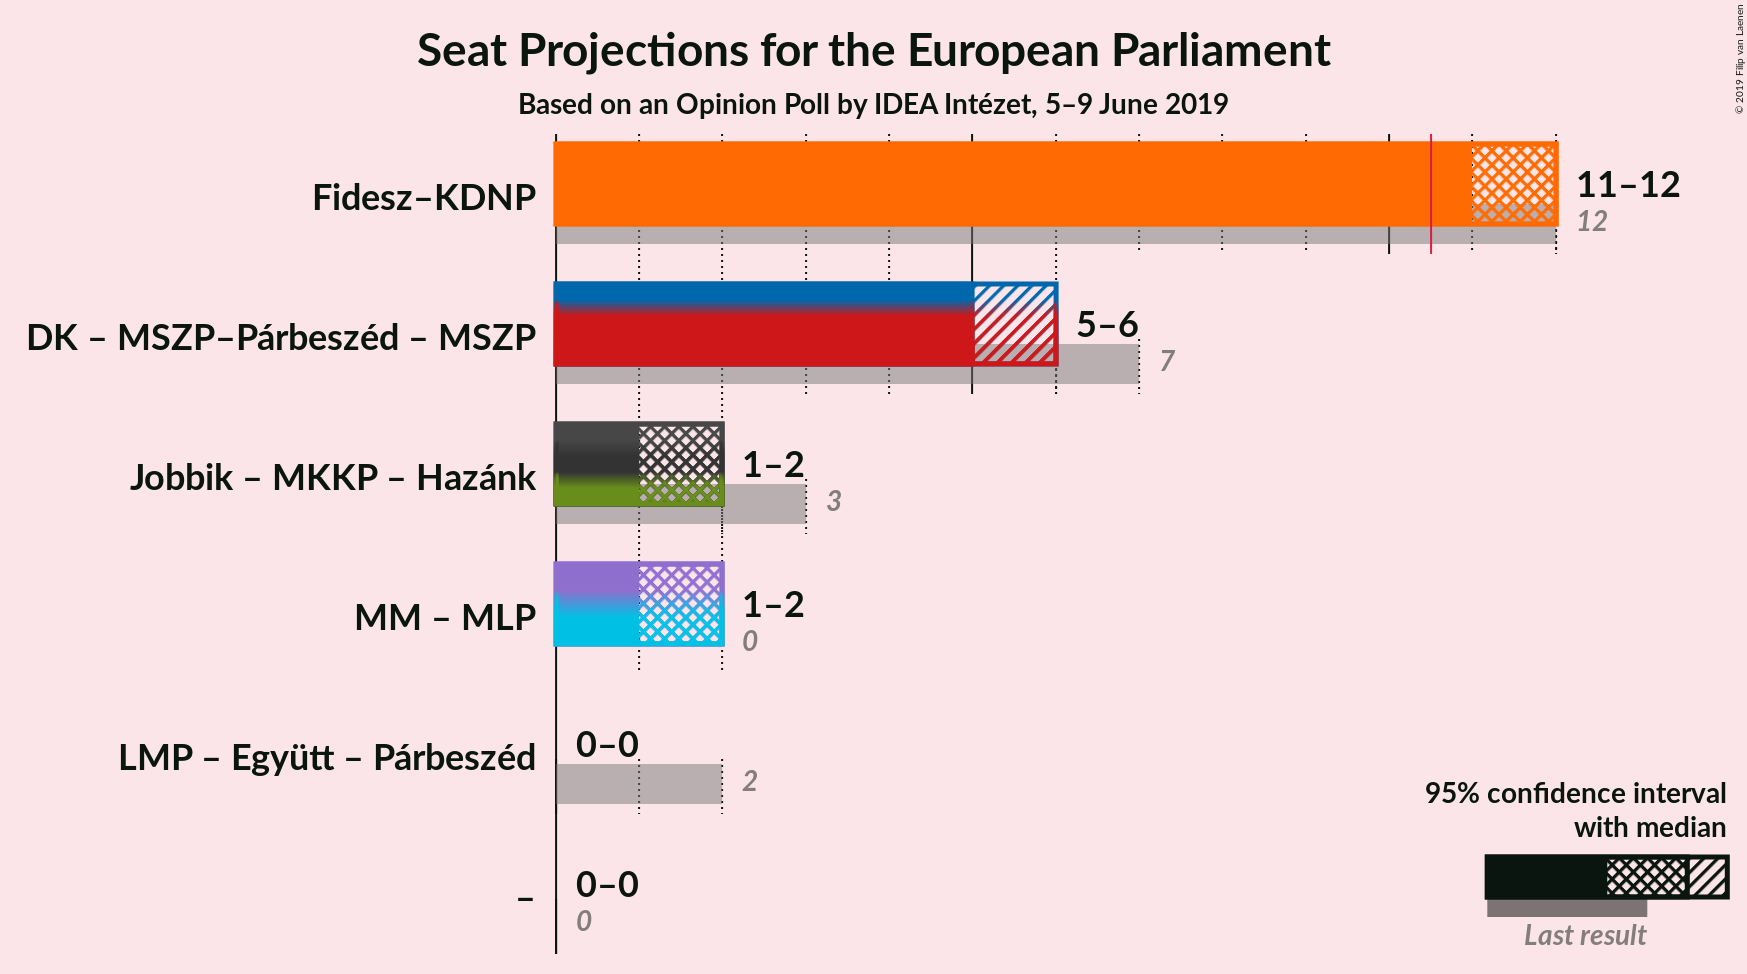 Seat Projections for the European Parliament
Based on an Opinion Poll by IDEA Intézet, 5–9 June 2019
© 2019 Filip van Laenen
Fidesz–KDNP
11–12
12
DK – MSZP–Párbeszéd – MSZP
5–6
7
Jobbik – MKKP – Hazánk
1–2
3
MM – MLP
1–2
0
LMP – Együtt – Párbeszéd
0–0
2
–
0–0
0
95% confidence interval
with median
Last result